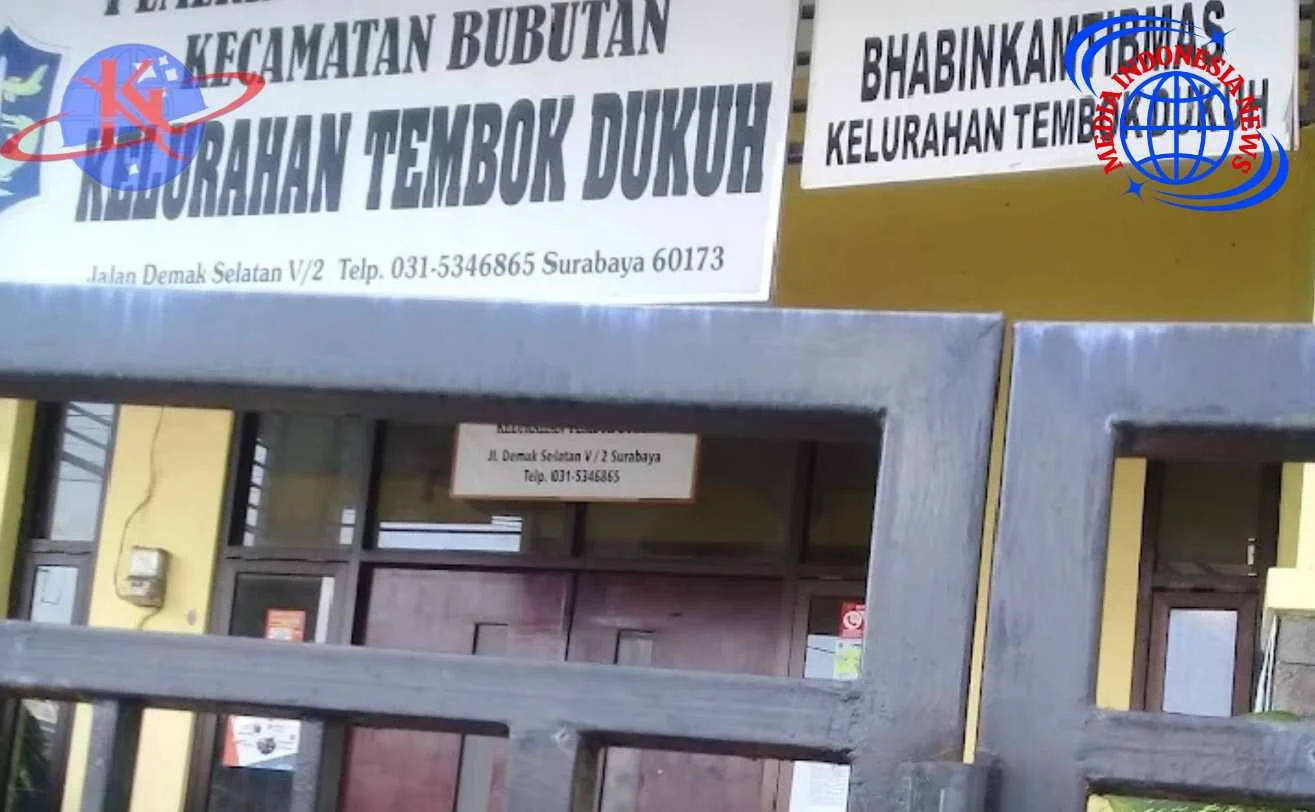 KECAMATAN BUBUTAN
KELURAHAN TEMBOK DUKUH
Jalan Demak Selatan V/2 Telp. 031-5346865 Surabaya 60173
BHABINKAMTIBMAS
KELURAHAN TEMBOK DUKUH
MEDIA INDONESIA NEWS
Jl. Demak Selatan V / 2 Surabaya
Telp. 031-5346865